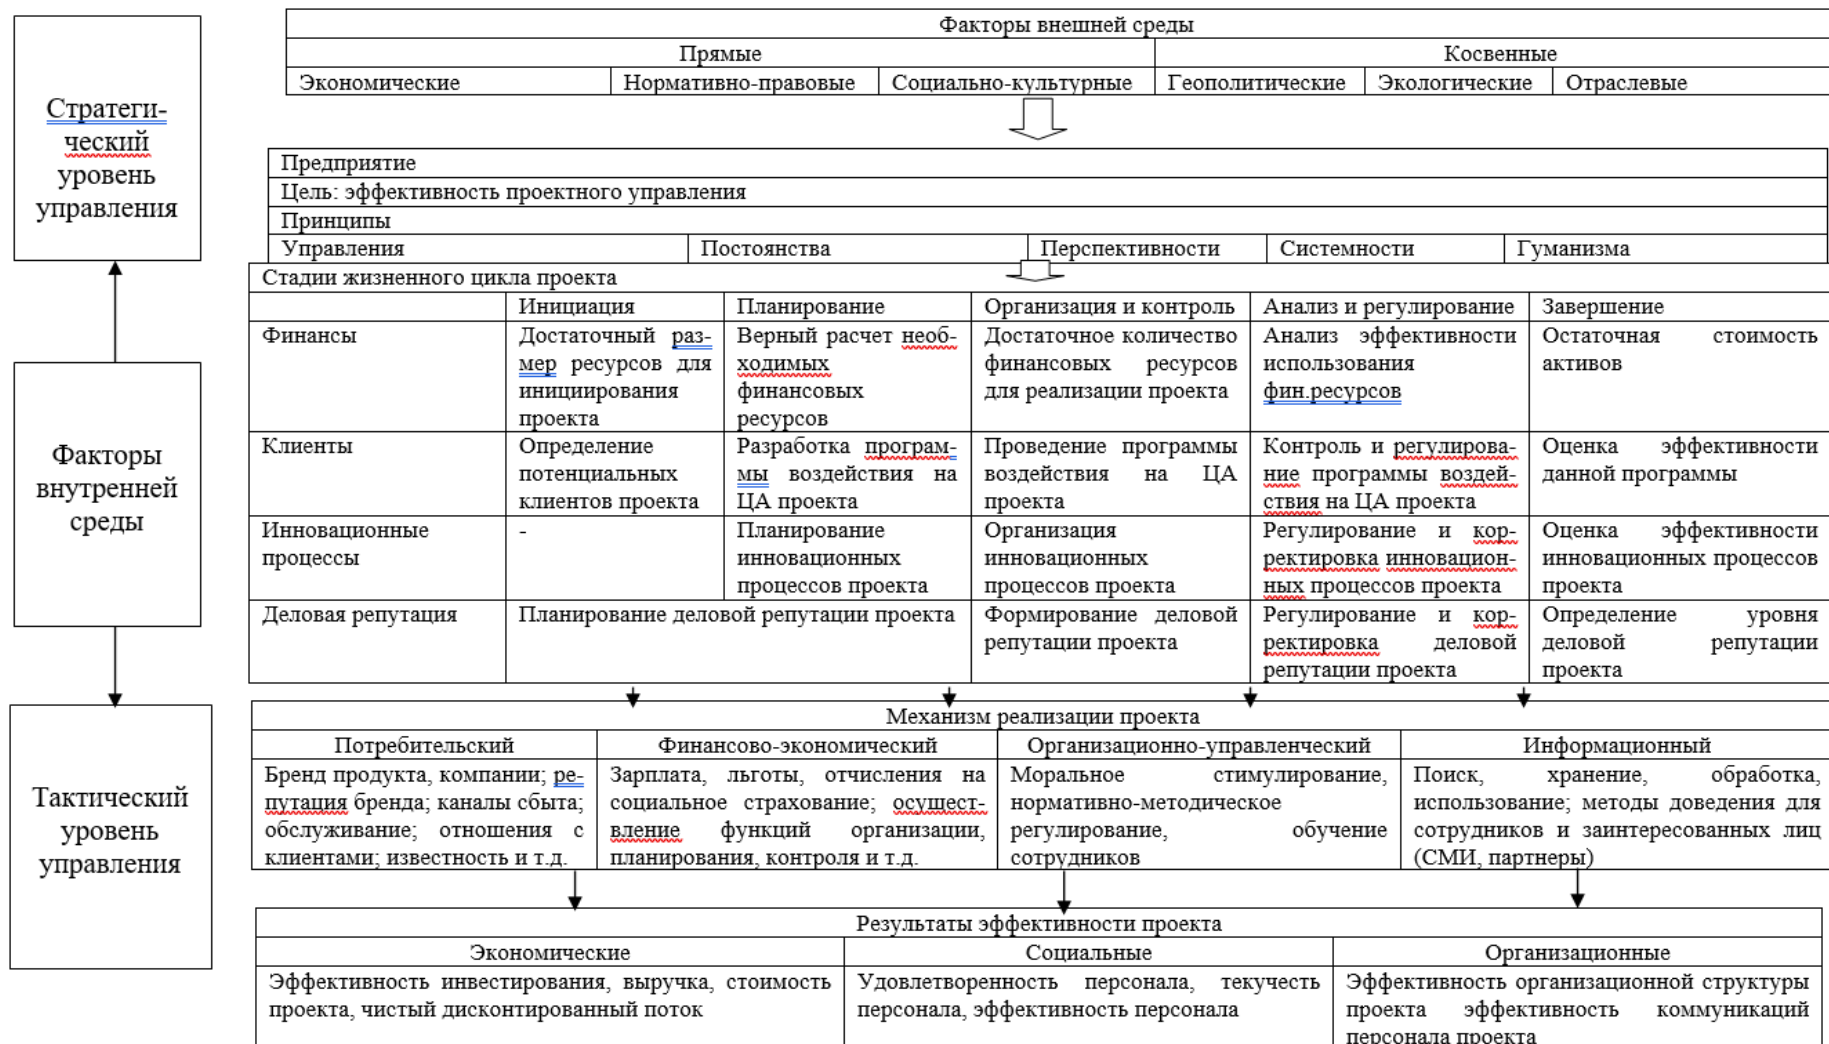 Стратеги-
ческий
уровень
управления
Факторы
внутренней
среды
Тактический
уровень
управления
Факторы внешней среды
Прямые
Косвенные
Экономические
Нормативно-правовые
Социально-культурные
Геополитические
Экологические
Отраслевые
Предприятие
Цель: эффективность проектного управления
Принципы
Управления
Постоянства
Перспективности
Системности
Гуманизма
Стадии жизненного цикла проекта
Инициация
Планирование
Организация и контроль
Анализ и регулирование
Завершение
Финансы
Достаточный раз-
мер ресурсов для
инициирования
проекта
Верный расчет необ-
ходимых
финансовых
ресурсов
Достаточное количество
финансовых ресурсов
для реализации проекта
Анализ эффективности
использования
фин.ресурсов
Остаточная стоимость
активов
Клиенты
Определение
потенциальных
клиентов проекта
Разработка програм-
мы воздействия на
ЦА проекта
Проведение программы
воздействия на ЦА
проекта
Контроль и регулирова-
ние программы воздей-
ствия на ЦА проекта
Оценка эффективности
данной программы
Инновационные
процессы
-
Планирование
инновационных
процессов проекта
Организация
инновационных
процессов проекта
Регулирование и кор-
ректировка инновацион-
ных процессов проекта
Оценка эффективности
инновационных процессов
проекта
Деловая репутация
Планирование деловой репутации проекта
Формирование деловой
репутации проекта
Регулирование и кор-
ректировка деловой
репутации проекта
Определение уровня
деловой репутации
проекта
Механизм реализации проекта
Потребительский
Финансово-экономический
Организационно-управленческий
Информационный
Бренд продукта, компании; ре-
путация бренда; каналы сбыта;
обслуживание; отношения с
клиентами; известность и т.д.
Зарплата, льготы, отчисления на
социальное страхование; осущест-
вление функций организации,
планирования, контроля и т.д.
Моральное стимулирование,
нормативно-методическое
регулирование, обучение
сотрудников
Поиск, хранение, обработка,
использование; методы доведения для
сотрудников и заинтересованных лиц
(СМИ, партнеры)
Результаты эффективности проекта
Экономические
Социальные
Организационные
Эффективность инвестирования, выручка, стоимость
проекта, чистый дисконтированный поток
Удовлетворенность персонала, текучесть
персонала, эффективность персонала
Эффективность организационной структуры
проекта эффективность коммуникаций
персонала проекта